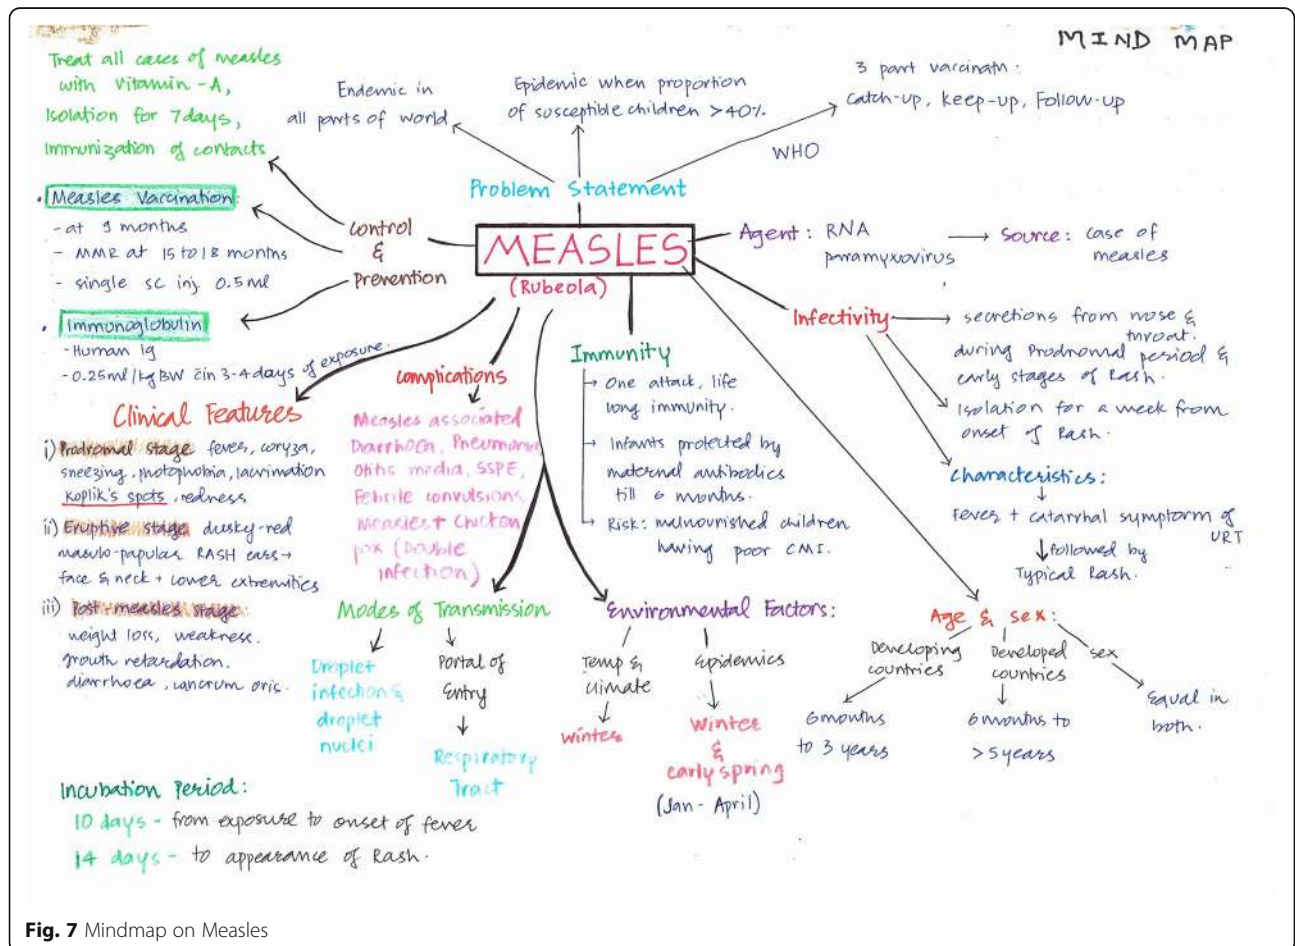 MIND MAP
Treat all cases of measles
with Vitamin-A,
Isolation for 7 days,
Immunization of contacts
Endemic in
all parts of world
Epidemic when proportion
of susceptible children >40%.
3 part vaccinatn:
catch-up, Keep-up, Follow-up
WHO
Problem Statement
MEASLES
(Rubeola)
Control
&
Prevention
• Measles Vaccination:
- at 9 months
- MMR at 15 to 18 months
- single sc inj 0.5 ml
• Immunoglobulin
- Human Ig
- 0.25ml/kg BW c̄in 3-4 days of exposure.
Agent: RNA
paramyxovirus
→ Source: case of
measles
Infectivity
→ secretions from nose &
throat.
during Prodromal period &
early stages of Rash.
Isolation for a week from
onset of Rash.
Characteristics:
Fever + catarrhal symptom of
URT
↓ followed by
Typical Rash.
Immunity
→ One attack, life
long immunity.
→ Infants protected by
maternal antibodies
till 6 months.
→ Risk: malnourished children
having poor CMI.
Complications
Measles associated
Diarrhoea, Pneumonia
Otitis media, SSPE,
Febrile convulsions,
Measles + Chicken
pox (Double
infection)
Clinical Features
i) Prodromal stage fever, coryza,
sneezing, photophobia, lacrimation
Koplik's spots, redness
ii) Eruptive stage dusky-red
maculo-papular RASH ears →
face & neck → lower extremities
iii) Post-measles stage:
weight loss, weakness.
growth retardation.
diarrhoea, cancrum oris.
Modes of Transmission
Droplet
infection &
droplet
nuclei
Portal of
Entry
↓
Respiratory
Tract
Environmental Factors:
Temp &
climate
winter
Epidemics
Winter
&
early spring
(Jan - April)
Age & sex:
Developing
countries
6 months
to 3 years
Developed
countries
6 months to
>5 years
sex
Equal in
both.
Incubation Period:
10 days - from exposure to onset of fever
14 days - to appearance of Rash.
Fig. 7 Mindmap on Measles